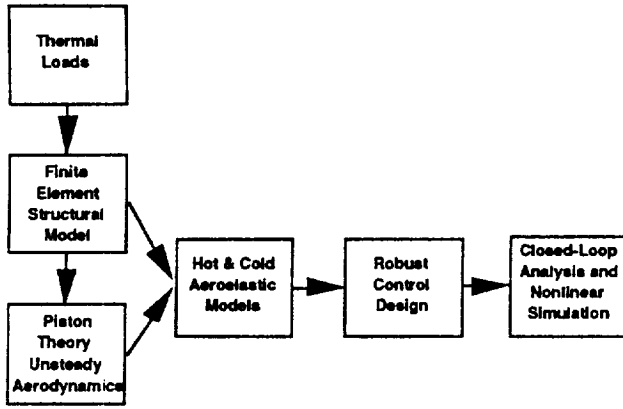 Thermal
Loads
Finite
Element
Structural
Model
Piston
Theory
Unsteady
Aerodynamics
Hot & Cold
Aeroelastic
Models
Robust
Control
Design
Closed-Loop
Analysis and
Nonlinear
Simulation